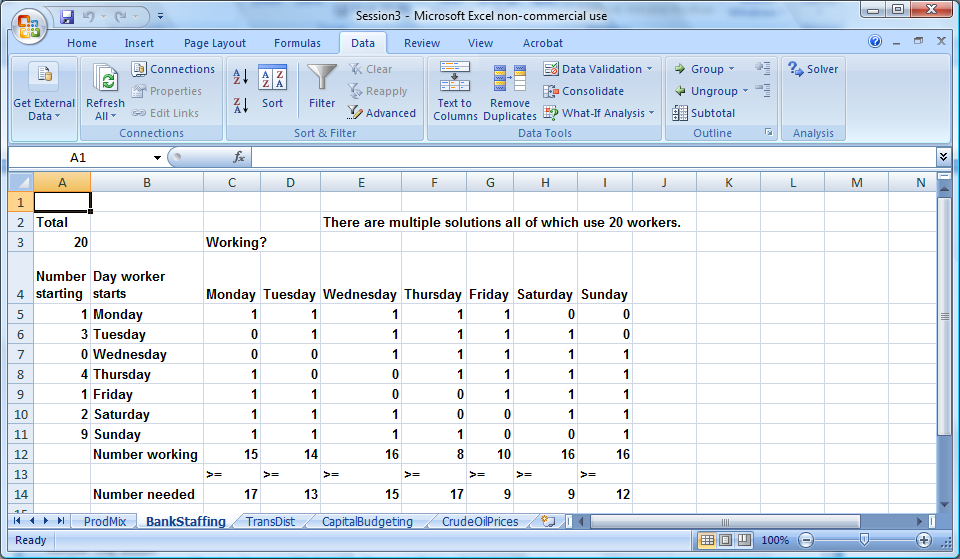 Session3 - Microsoft Excel non-commercial use
Home Insert Page Layout Formulas Data Review View Acrobat
Get External Data
Refresh All
Connections
Properties
Edit Links
Connections
Sort
Filter
Clear
Reapply
Advanced
Sort & Filter
Text to Columns
Remove Duplicates
Data Validation
Consolidate
What-If Analysis
Data Tools
Group
Ungroup
Subtotal
Outline
Solver
Analysis
A1 fx
A B C D E F G H I J K L M N
1
2 Total There are multiple solutions all of which use 20 workers.
3 20 Working?
Number Day worker
4 starting starts Monday Tuesday Wednesday Thursday Friday Saturday Sunday
5 1 Monday 1 1 1 1 1 0 0
6 3 Tuesday 0 1 1 1 1 1 0
7 0 Wednesday 0 0 1 1 1 1 1
8 4 Thursday 1 0 0 1 1 1 1
9 1 Friday 1 1 0 0 1 1 1
10 2 Saturday 1 1 1 0 0 1 1
11 9 Sunday 1 1 1 1 0 0 1
12 Number working 15 14 16 8 10 16 16
13 >= >= >= >= >= >= >=
14 Number needed 17 13 15 17 9 9 12
ProdMix BankStaffing TransDist CapitalBudgeting CrudeOilPrices
Ready 100%